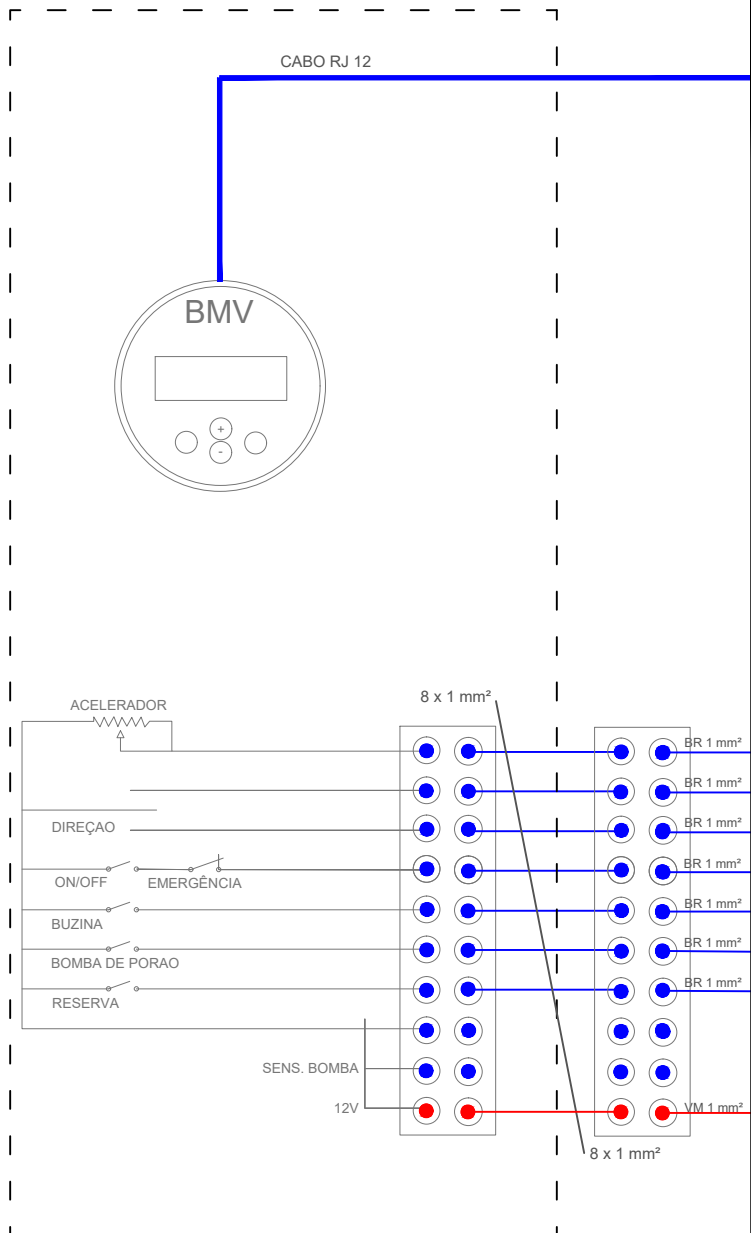 CABO RJ 12
BMV
+
-
8 x 1 mm²
ACELERADOR
BR 1 mm²
BR 1 mm²
DIREÇAO
BR 1 mm²
ON/OFF
EMERGÊNCIA
BR 1 mm²
BUZINA
BR 1 mm²
BOMBA DE PORAO
BR 1 mm²
RESERVA
BR 1 mm²
SENS. BOMBA
12V
VM 1 mm²
8 x 1 mm²